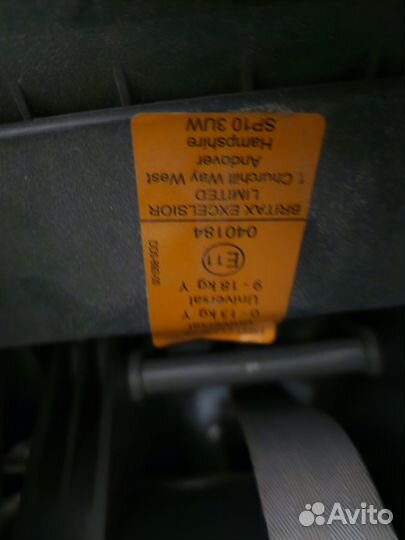 Universal
0 - 13 kg Y
Universal
9 - 18 kg Y
E11
040184
BRITAX EXCELSIOR
LIMITED
1, Churchill Way West
Andover
Hampshire
SP10 3UW
Avito